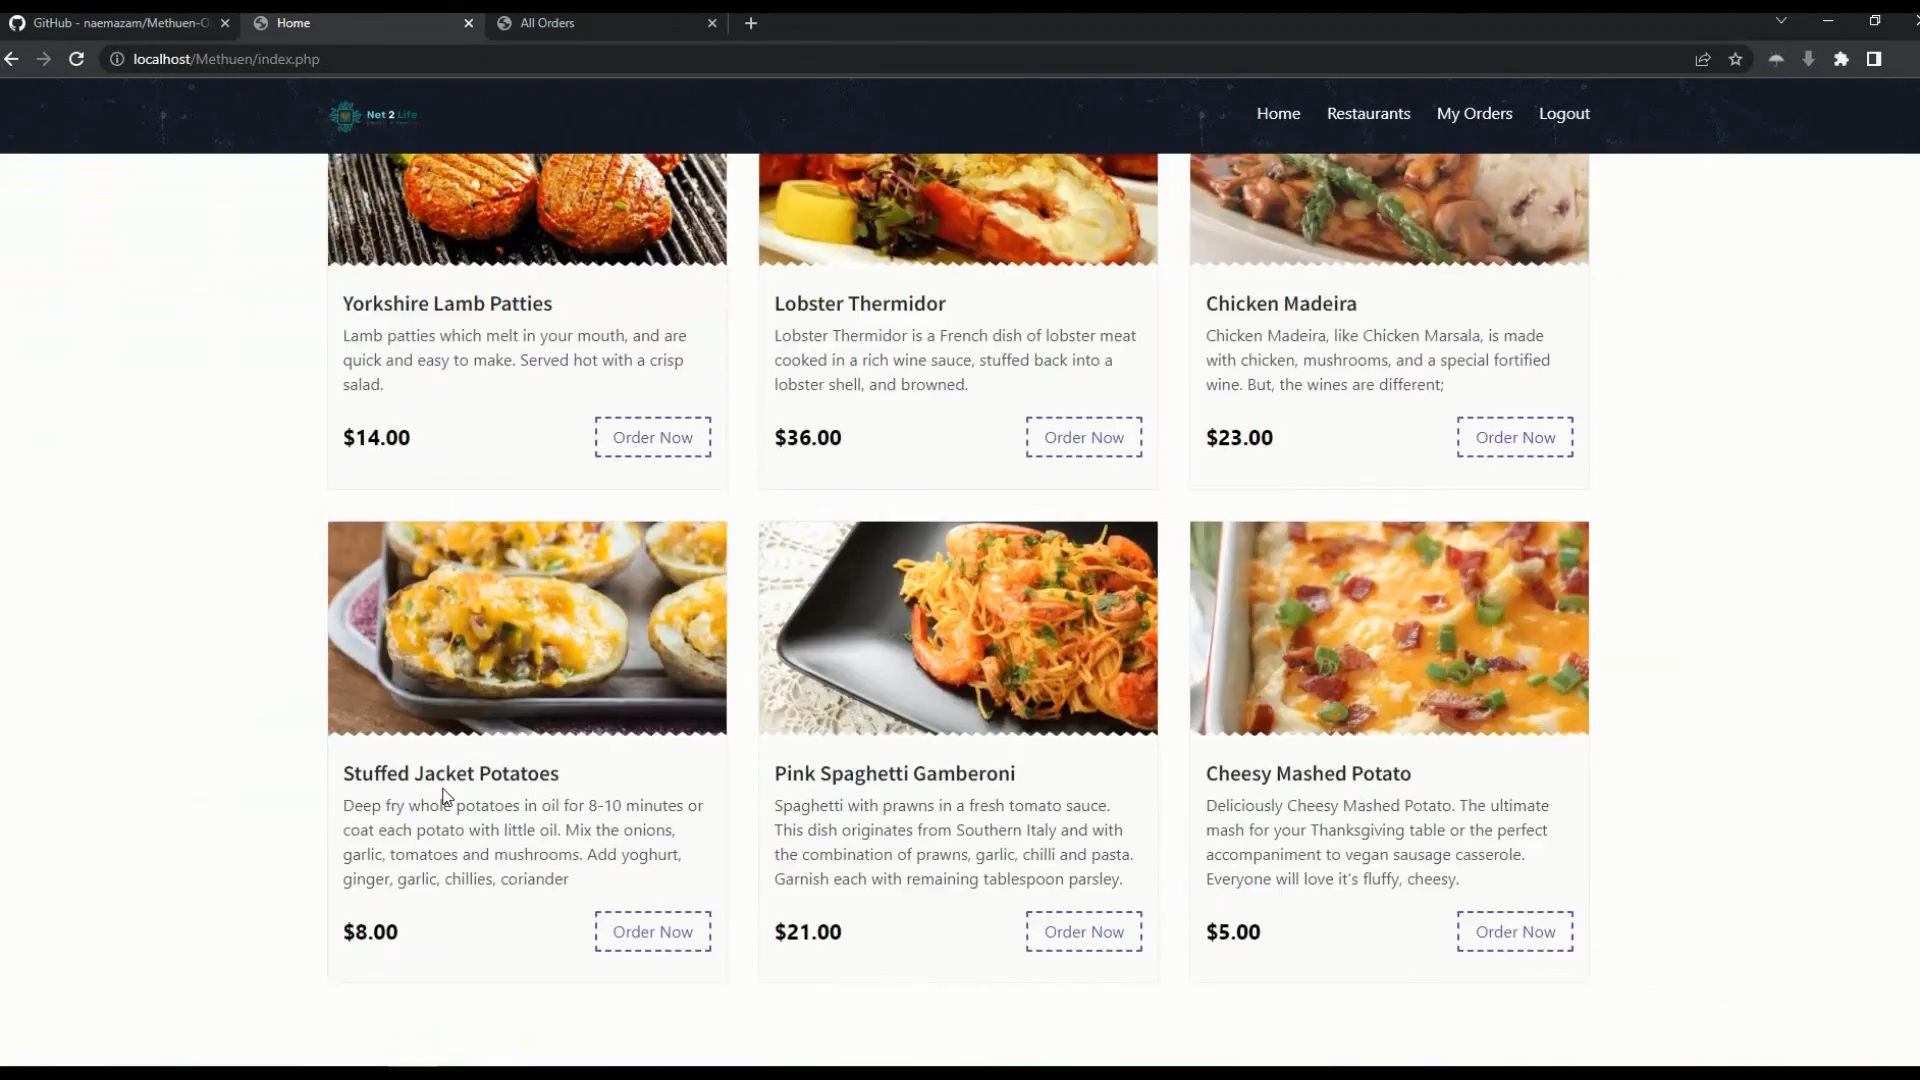 GitHub - naemazam/Methuen-O
Home
All Orders
localhost/Methuen/index.php
Net 2 Life
Home
Restaurants
My Orders
Logout
Yorkshire Lamb Patties
Lamb patties which melt in your mouth, and are
quick and easy to make. Served hot with a crisp
salad.
$14.00
Order Now
Lobster Thermidor
Lobster Thermidor is a French dish of lobster meat
cooked in a rich wine sauce, stuffed back into a
lobster shell, and browned.
$36.00
Order Now
Chicken Madeira
Chicken Madeira, like Chicken Marsala, is made
with chicken, mushrooms, and a special fortified
wine. But, the wines are different;
$23.00
Order Now
Stuffed Jacket Potatoes
Deep fry whole potatoes in oil for 8-10 minutes or
coat each potato with little oil. Mix the onions,
garlic, tomatoes and mushrooms. Add yoghurt,
ginger, garlic, chillies, coriander
$8.00
Order Now
Pink Spaghetti Gamberoni
Spaghetti with prawns in a fresh tomato sauce.
This dish originates from Southern Italy and with
the combination of prawns, garlic, chilli and pasta.
Garnish each with remaining tablespoon parsley.
$21.00
Order Now
Cheesy Mashed Potato
Deliciously Cheesy Mashed Potato. The ultimate
mash for your Thanksgiving table or the perfect
accompaniment to vegan sausage casserole.
Everyone will love it's fluffy, cheesy.
$5.00
Order Now